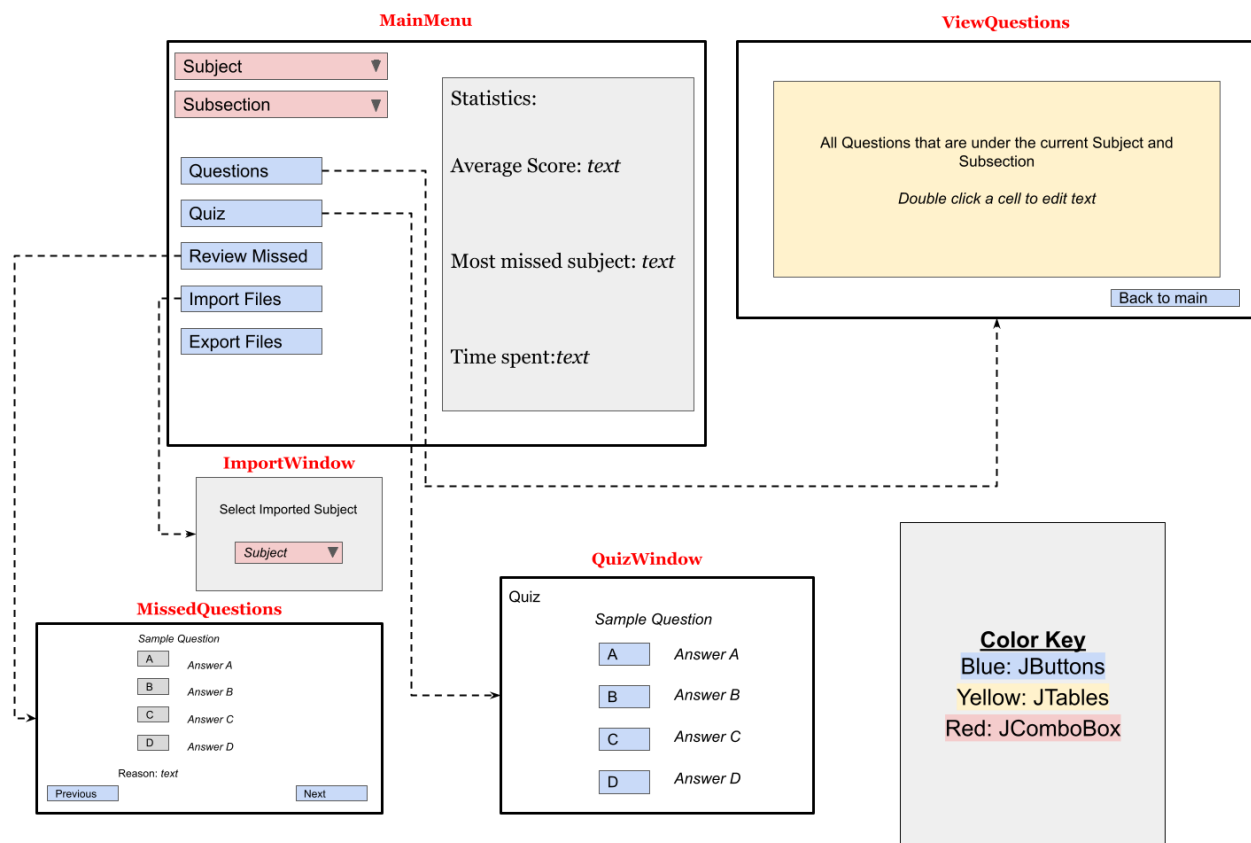 MainMenu
Subject
Subsection
Questions
Quiz
Review Missed
Import Files
Export Files
Statistics:
Average Score: text
Most missed subject: text
Time spent:text
ViewQuestions
All Questions that are under the current Subject and
Subsection
Double click a cell to edit text
Back to main
ImportWindow
Select Imported Subject
Subject
MissedQuestions
Sample Question
A Answer A
B Answer B
C Answer C
D Answer D
Reason: text
Previous Next
QuizWindow
Quiz
Sample Question
A Answer A
B Answer B
C Answer C
D Answer D
Color Key
Blue: JButtons
Yellow: JTables
Red: JComboBox